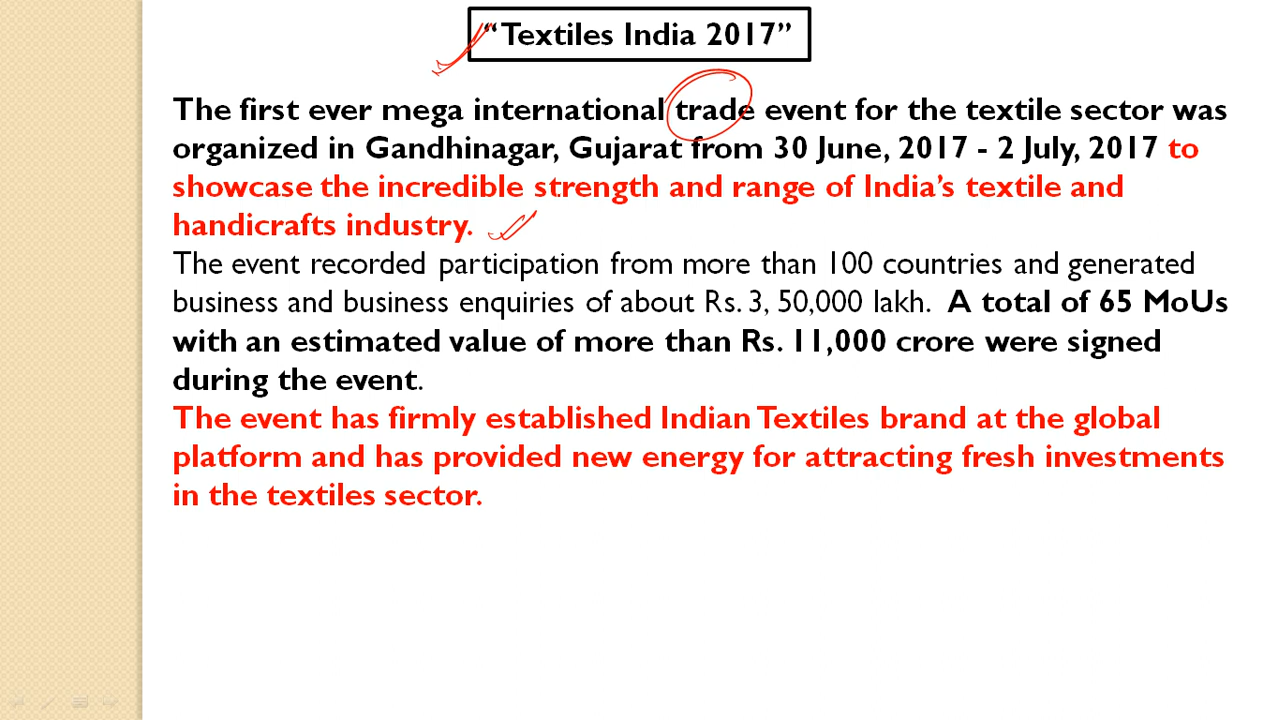 “Textiles India 2017”
The first ever mega international trade event for the textile sector was
organized in Gandhinagar, Gujarat from 30 June, 2017 - 2 July, 2017 to
showcase the incredible strength and range of India’s textile and
handicrafts industry.
The event recorded participation from more than 100 countries and generated
business and business enquiries of about Rs. 3, 50,000 lakh. A total of 65 MoUs
with an estimated value of more than Rs. 11,000 crore were signed
during the event.
The event has firmly established Indian Textiles brand at the global
platform and has provided new energy for attracting fresh investments
in the textiles sector.